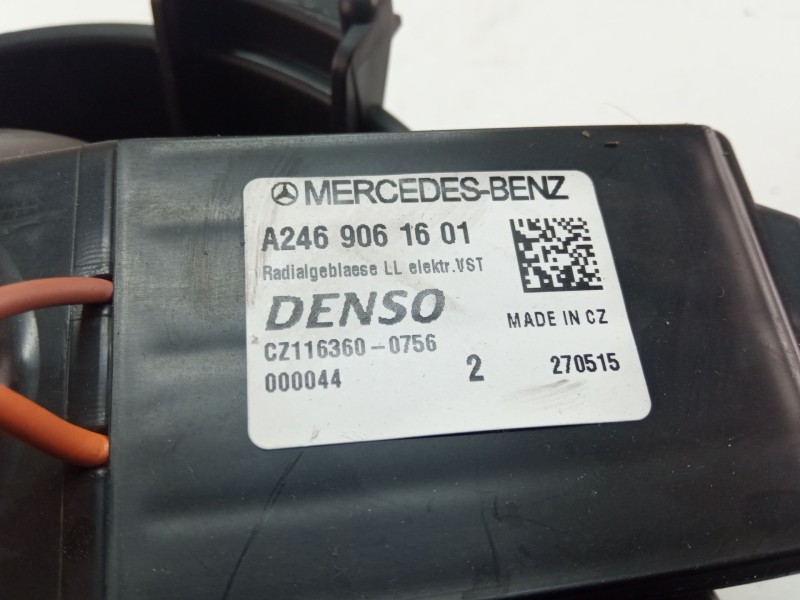 MERCEDES-BENZ
A246 906 16 01
Radialgeblaese LL elektr.VST
DENSO
MADE IN CZ
CZ116360-0756
000044 2 270515